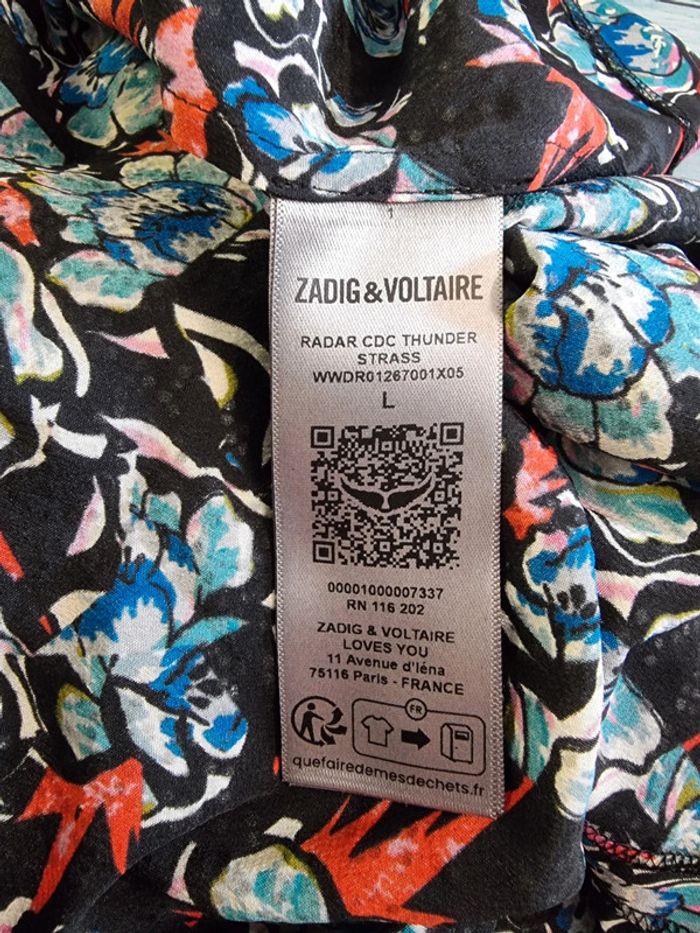 1
ZADIG&VOLTAIRE
RADAR CDC THUNDER
STRASS
WWDR01267001X05
L
00001000007337
RN 116 202
ZADIG & VOLTAIRE
LOVES YOU
11 Avenue d'Iéna
75116 Paris - FRANCE
FR
quefairedemesdechets.fr